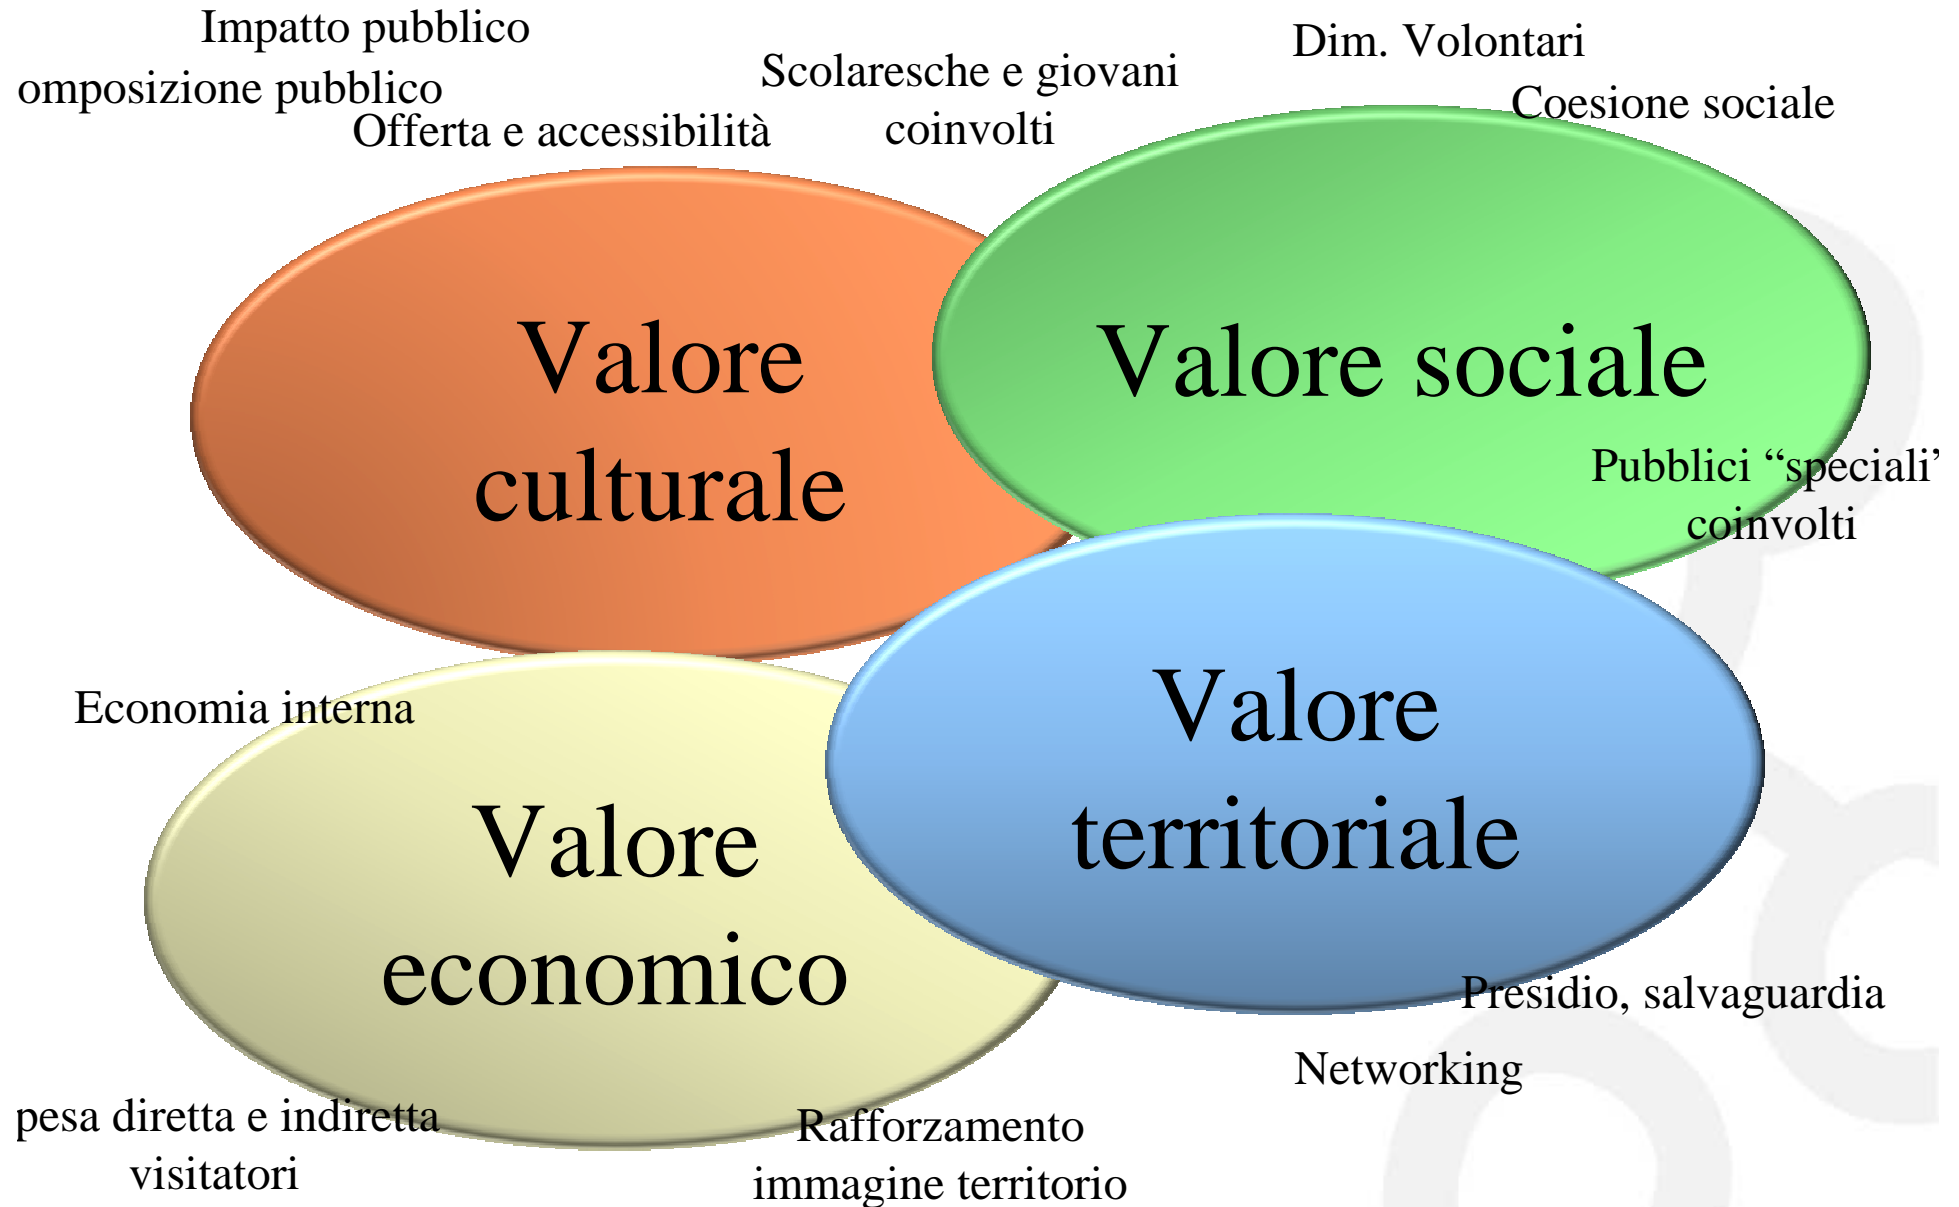 Impatto pubblico
omposizione pubblico
Offerta e accessibilità
Scolaresche e giovani
coinvolti
Dim. Volontari
Coesione sociale
Valore
culturale
Valore sociale
Pubblici “speciali”
coinvolti
Economia interna
Valore
economico
Valore
territoriale
Presidio, salvaguardia
Networking
pesa diretta e indiretta
visitatori
Rafforzamento
immagine territorio